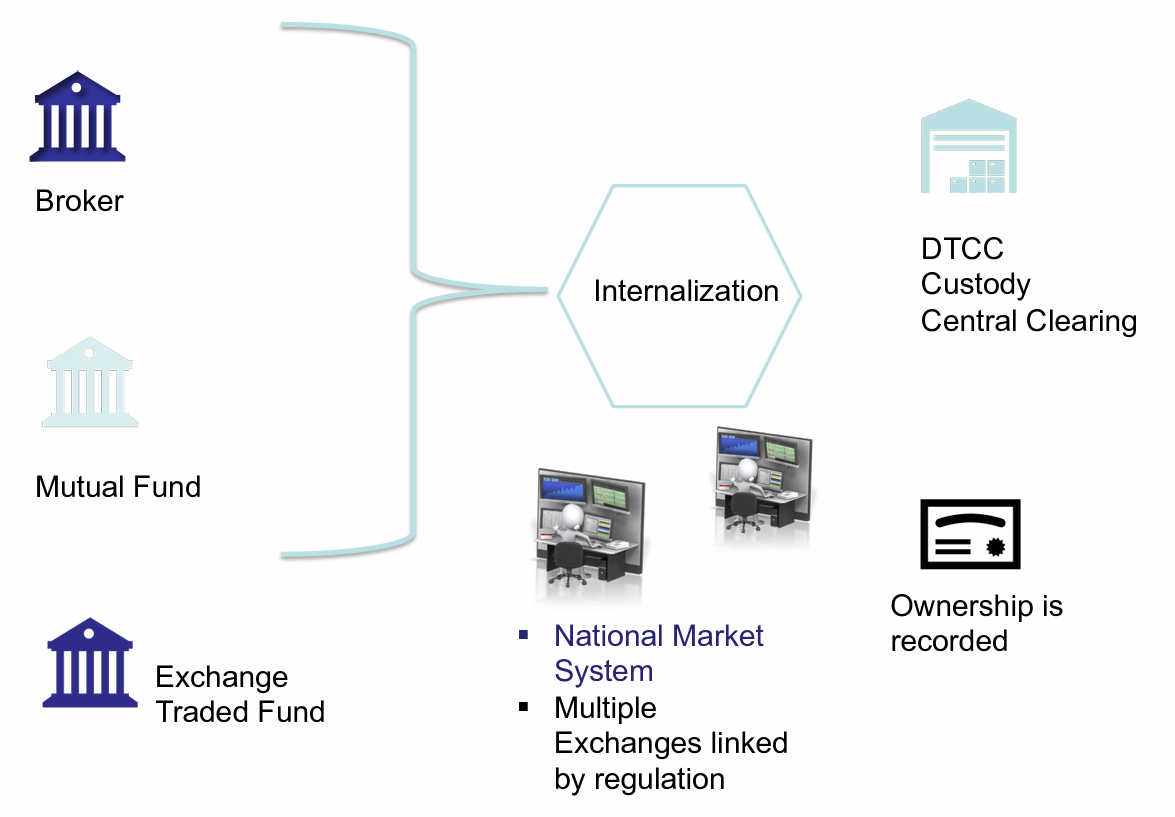 Broker
Mutual Fund
Exchange
Traded Fund
Internalization
▪ National Market
System
▪ Multiple
Exchanges linked
by regulation
DTCC
Custody
Central Clearing
Ownership is
recorded